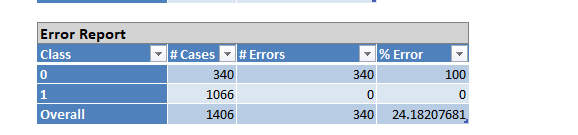 Error Report
Class # Cases # Errors % Error
0 340 340 100
1 1066 0 0
Overall 1406 340 24.18207681